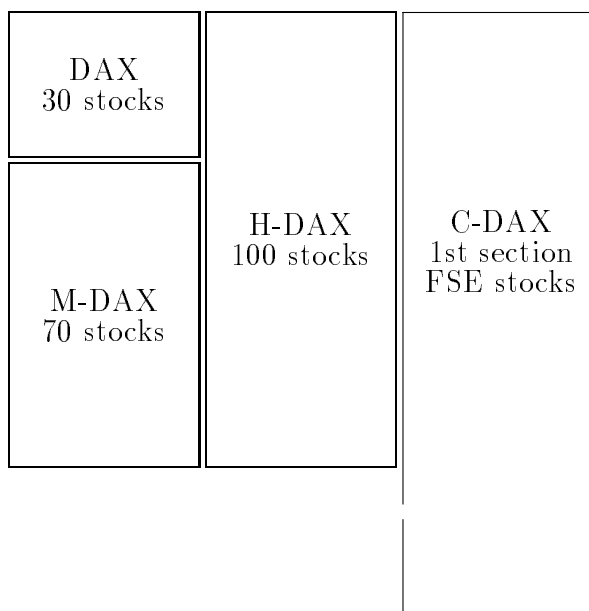 DAX
30 stocks
M-DAX
70 stocks
H-DAX
100 stocks
C-DAX
1st section
FSE stocks